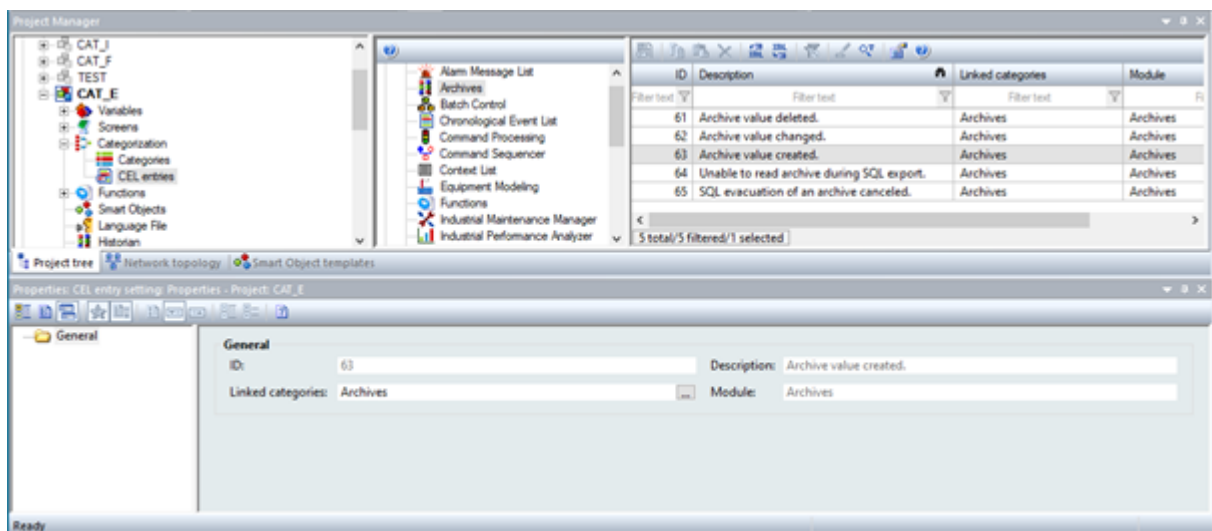 Project Manager
CAT_I
CAT_F
TEST
CAT_E
Variables
Screens
Categorization
Categories
CEL entries
Functions
Smart Objects
Language File
Historian
Alarm Message List
Archives
Batch Control
Chronological Event List
Command Processing
Command Sequencer
Context List
Equipment Modeling
Functions
Industrial Maintenance Manager
Industrial Performance Analyzer
ID Description Linked categories Module
Filter text Filter text Filter text Fi
61 Archive value deleted. Archives Archives
62 Archive value changed. Archives Archives
63 Archive value created. Archives Archives
64 Unable to read archive during SQL export. Archives Archives
65 SQL evacuation of an archive canceled. Archives Archives
5 total/5 filtered/1 selected
Project tree Network topology Smart Object templates
Properties: CEL entry setting: Properties - Project: CAT_E
General
General
ID: 63 Description: Archive value created.
Linked categories: Archives ... Module: Archives
Ready